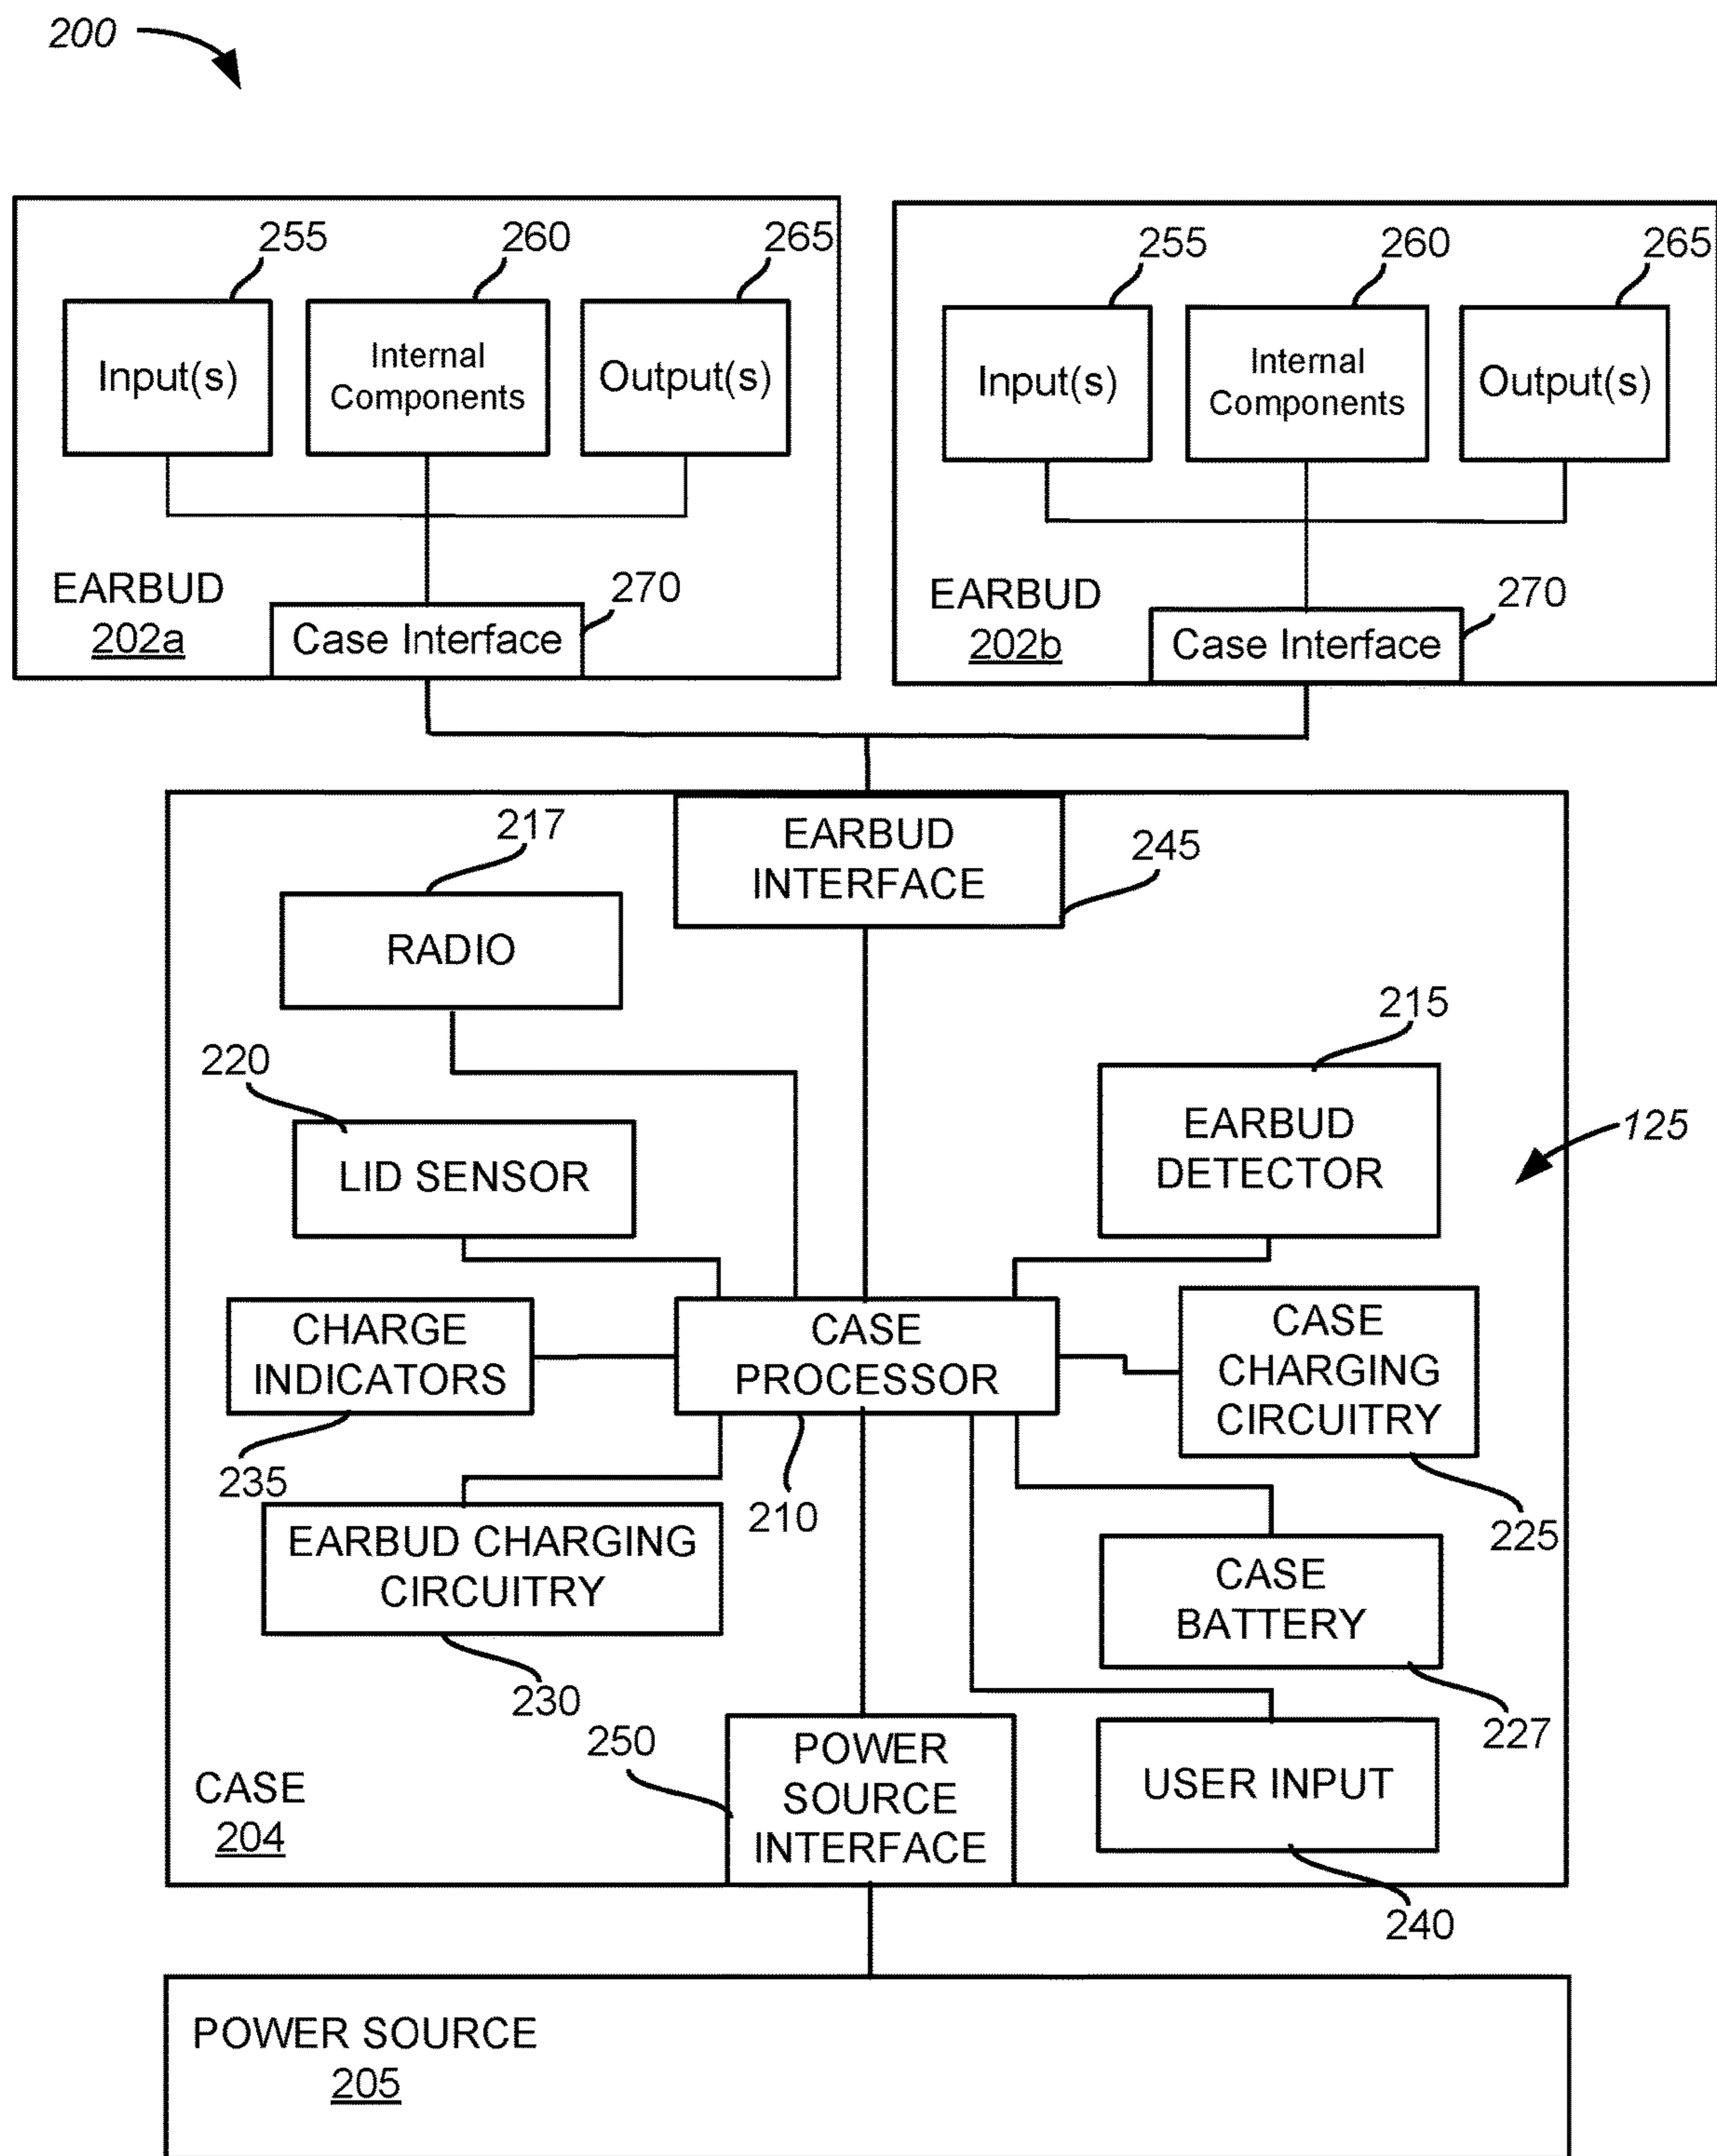 200
255
260
265
Input(s)
Internal
Components
Output(s)
EARBUD
202a
270
Case Interface
255
260
265
Input(s)
Internal
Components
Output(s)
EARBUD
202b
270
Case Interface
217
EARBUD
INTERFACE
245
RADIO
215
220
EARBUD
DETECTOR
125
LID SENSOR
CHARGE
INDICATORS
CASE
PROCESSOR
CASE
CHARGING
CIRCUITRY
235
210
225
EARBUD CHARGING
CIRCUITRY
CASE
BATTERY
230
227
250
POWER
SOURCE
INTERFACE
USER INPUT
CASE
204
240
POWER SOURCE
205